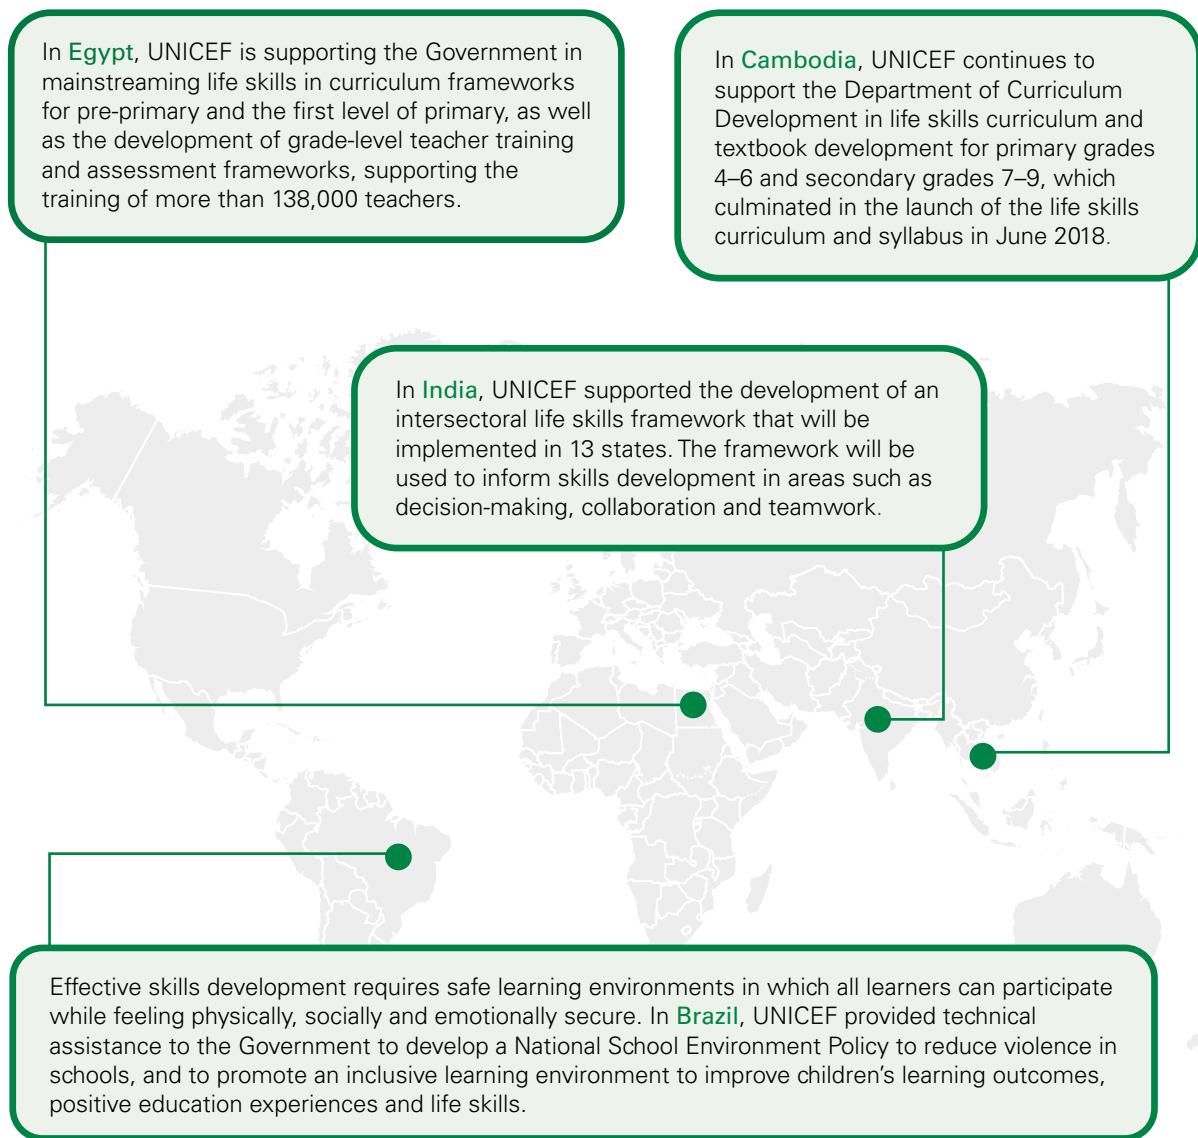 In Egypt, UNICEF is supporting the Government in
mainstreaming life skills in curriculum frameworks
for pre-primary and the first level of primary, as well
as the development of grade-level teacher training
and assessment frameworks, supporting the
training of more than 138,000 teachers.
In Cambodia, UNICEF continues to
support the Department of Curriculum
Development in life skills curriculum and
textbook development for primary grades
4–6 and secondary grades 7–9, which
culminated in the launch of the life skills
curriculum and syllabus in June 2018.
In India, UNICEF supported the development of an
intersectoral life skills framework that will be
implemented in 13 states. The framework will be
used to inform skills development in areas such as
decision-making, collaboration and teamwork.
Effective skills development requires safe learning environments in which all learners can participate
while feeling physically, socially and emotionally secure. In Brazil, UNICEF provided technical
assistance to the Government to develop a National School Environment Policy to reduce violence in
schools, and to promote an inclusive learning environment to improve children’s learning outcomes,
positive education experiences and life skills.